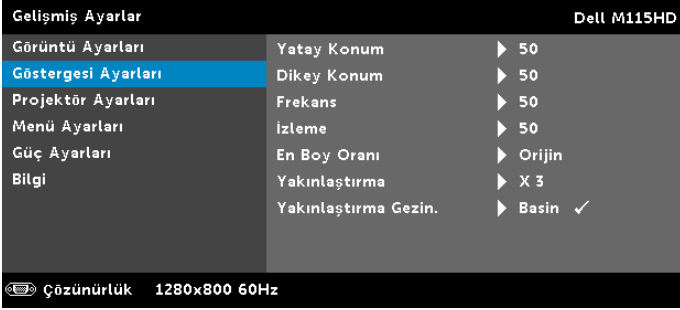 Gelişmiş Ayarlar Dell M115HD
Görüntü Ayarları Yatay Konum 50
Göstergesi Ayarları Dikey Konum 50
Projektör Ayarları Frekans 50
Menü Ayarları İzleme 50
Güç Ayarları En Boy Oranı Orijin
Bilgi Yakınlaştırma X 3
Yakınlaştırma Gezin. Basin ✓
Çözünürlük 1280x800 60Hz